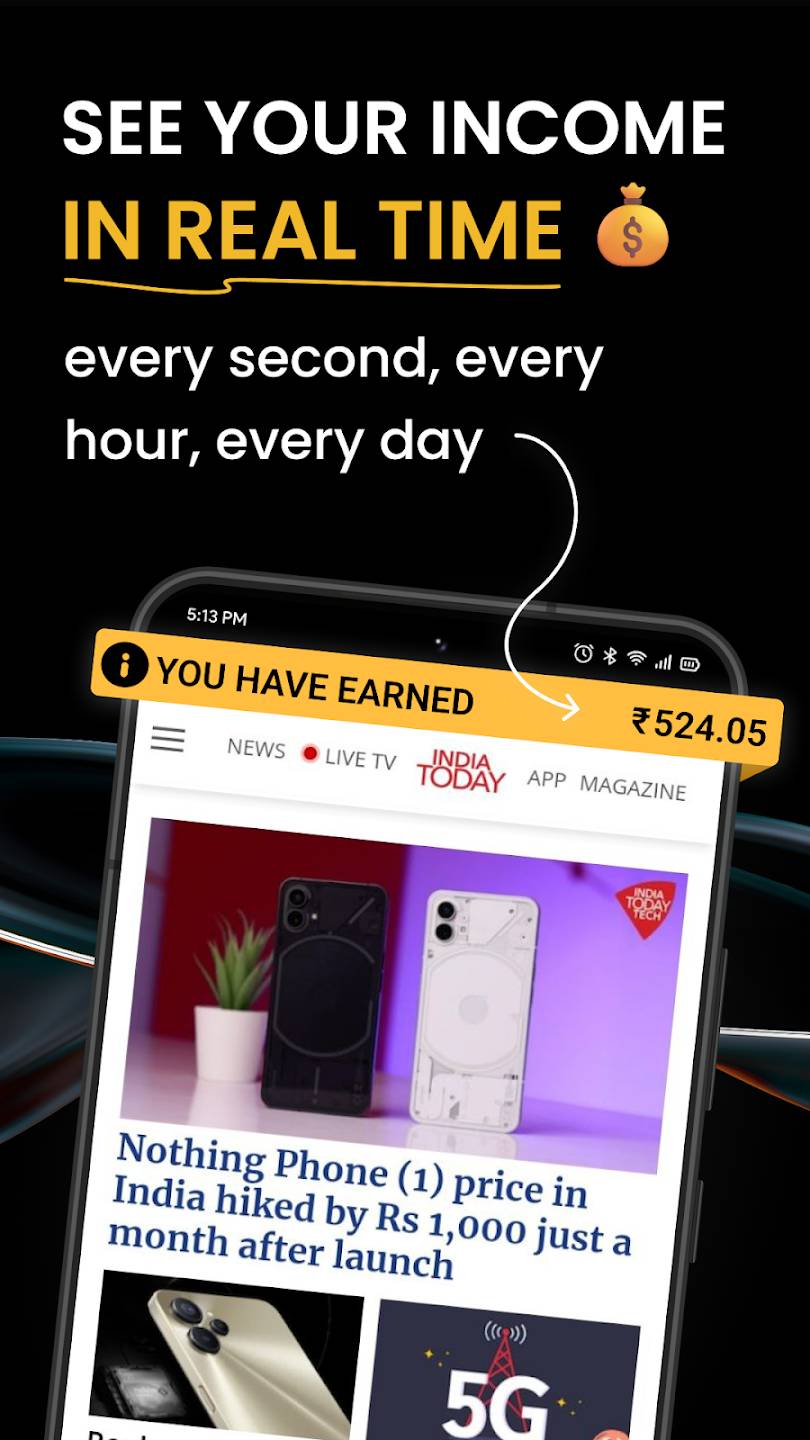 SEE YOUR INCOME
IN REAL TIME
$
every second, every
hour, every day
5:13 PM
i YOU HAVE EARNED ₹524.05
NEWS LIVE TV INDIA TODAY APP MAGAZINE
INDIA
TODAY
TECH
Nothing Phone (1) price in
India hiked by Rs 1,000 just a
month after launch
5G